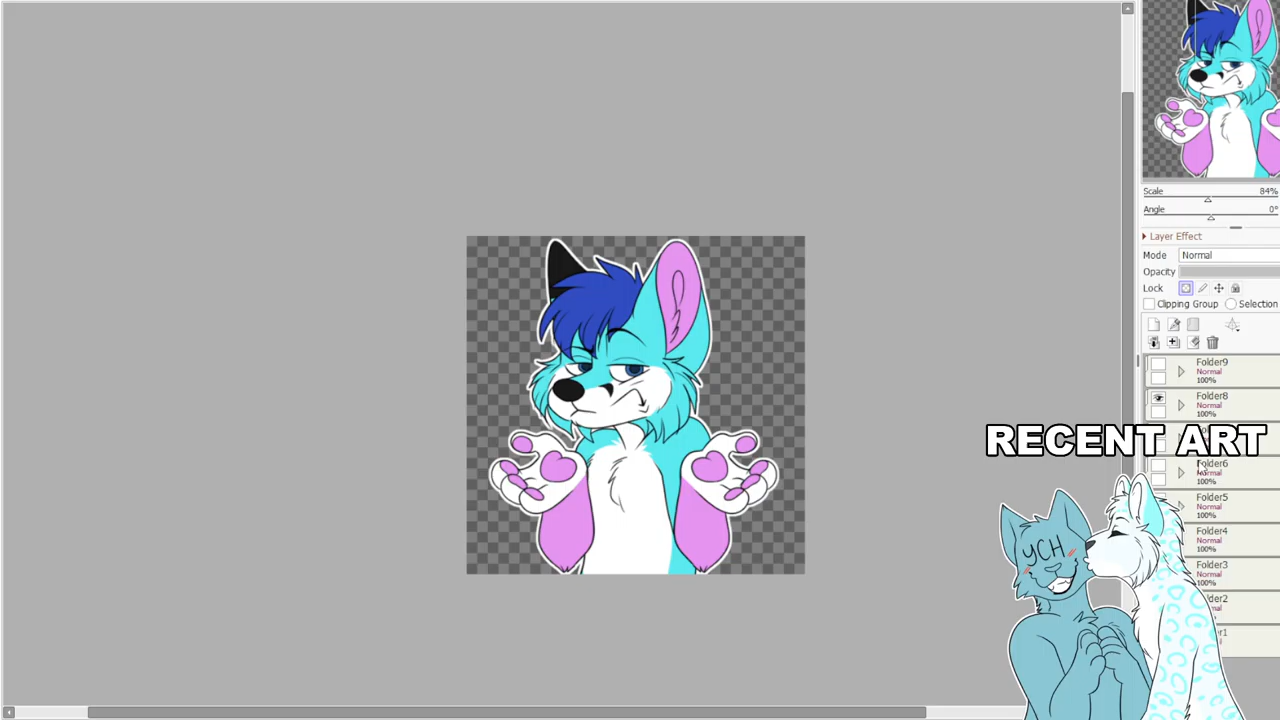 Scale 84%
Angle 0°
Layer Effect
Mode Normal
Opacity
Lock
Clipping Group Selection
Folder9
Normal
100%
Folder8
Normal
100%
RECENT ART
Folder6
Normal
100%
Folder5
Normal
100%
Folder4
Normal
100%
Folder3
Normal
100%
YCH